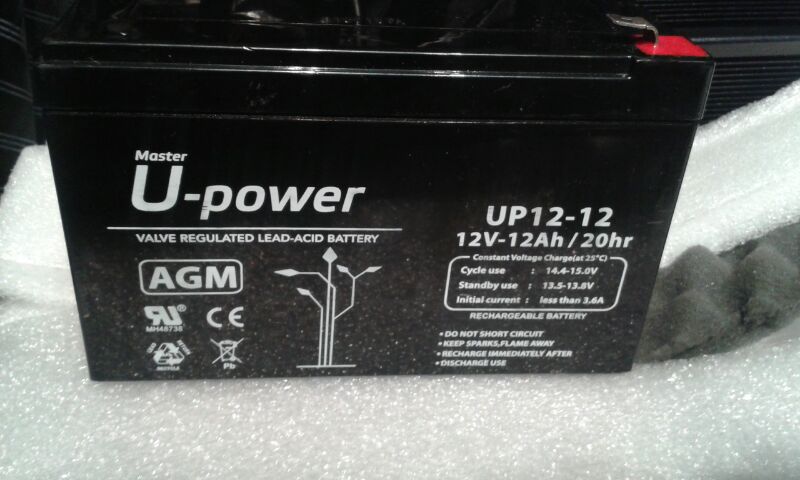 Master
U-power
VALVE REGULATED LEAD-ACID BATTERY
AGM
MH48738
CE
Pb
UP12-12
12V-12Ah/20hr
Constant Voltage Charge(at 25°C)
Cycle use : 14.4-15.0V
Standby use : 13.5-13.8V
Initial current : less than 3.6A
RECHARGEABLE BATTERY
• DO NOT SHORT CIRCUIT
• KEEP SPARKS,FLAME AWAY
• RECHARGE IMMEDIATELY AFTER
• DISCHARGE USE